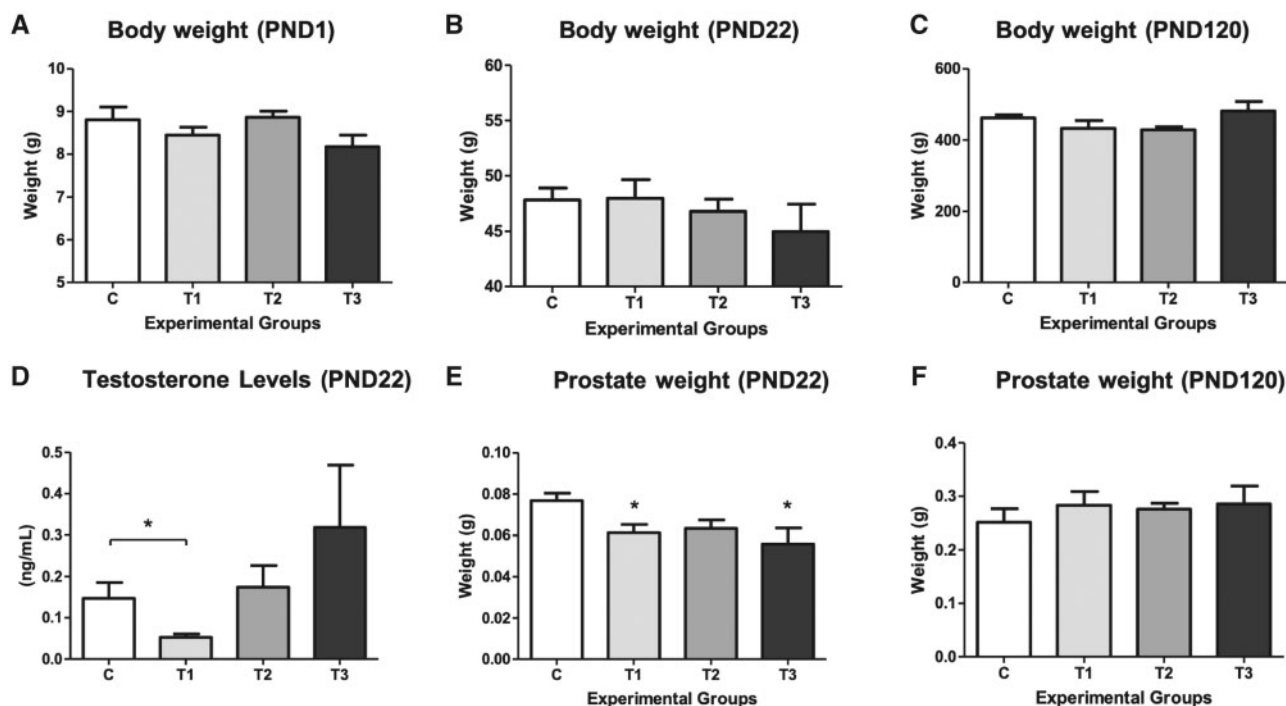 A Body weight (PND1)
Weight (g)
10
9
8
7
6
5
C T1 T2 T3
Experimental Groups
B Body weight (PND22)
Weight (g)
60
55
50
45
40
C T1 T2 T3
Experimental Groups
C Body weight (PND120)
Weight (g)
600
400
200
0
C T1 T2 T3
Experimental Groups
D Testosterone Levels (PND22)
(ng/mL)
0.5
0.4
0.3
0.2
0.1
0.0
*
C T1 T2 T3
E Prostate weight (PND22)
Weight (g)
0.10
0.08
0.06
0.04
0.02
0.00
* *
C T1 T2 T3
Experimental Groups
F Prostate weight (PND120)
Weight (g)
0.4
0.3
0.2
0.1
0.0
C T1 T2 T3
Experimental Groups